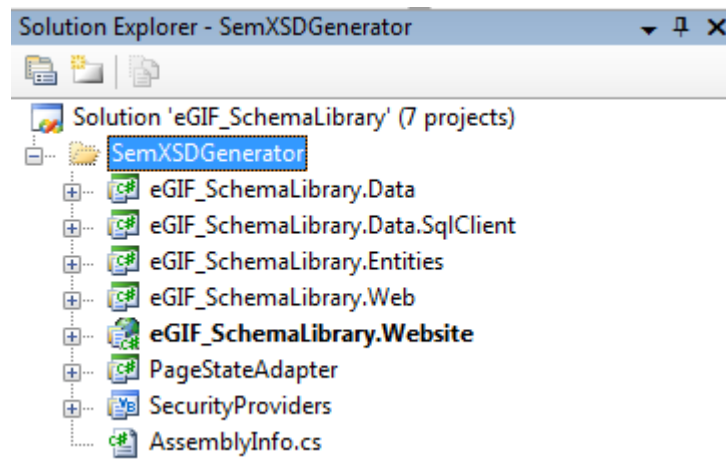 Solution Explorer - SemXSDGenerator
Solution 'eGIF_SchemaLibrary' (7 projects)
SemXSDGenerator
eGIF_SchemaLibrary.Data
eGIF_SchemaLibrary.Data.SqlClient
eGIF_SchemaLibrary.Entities
eGIF_SchemaLibrary.Web
eGIF_SchemaLibrary.Website
PageStateAdapter
SecurityProviders
AssemblyInfo.cs